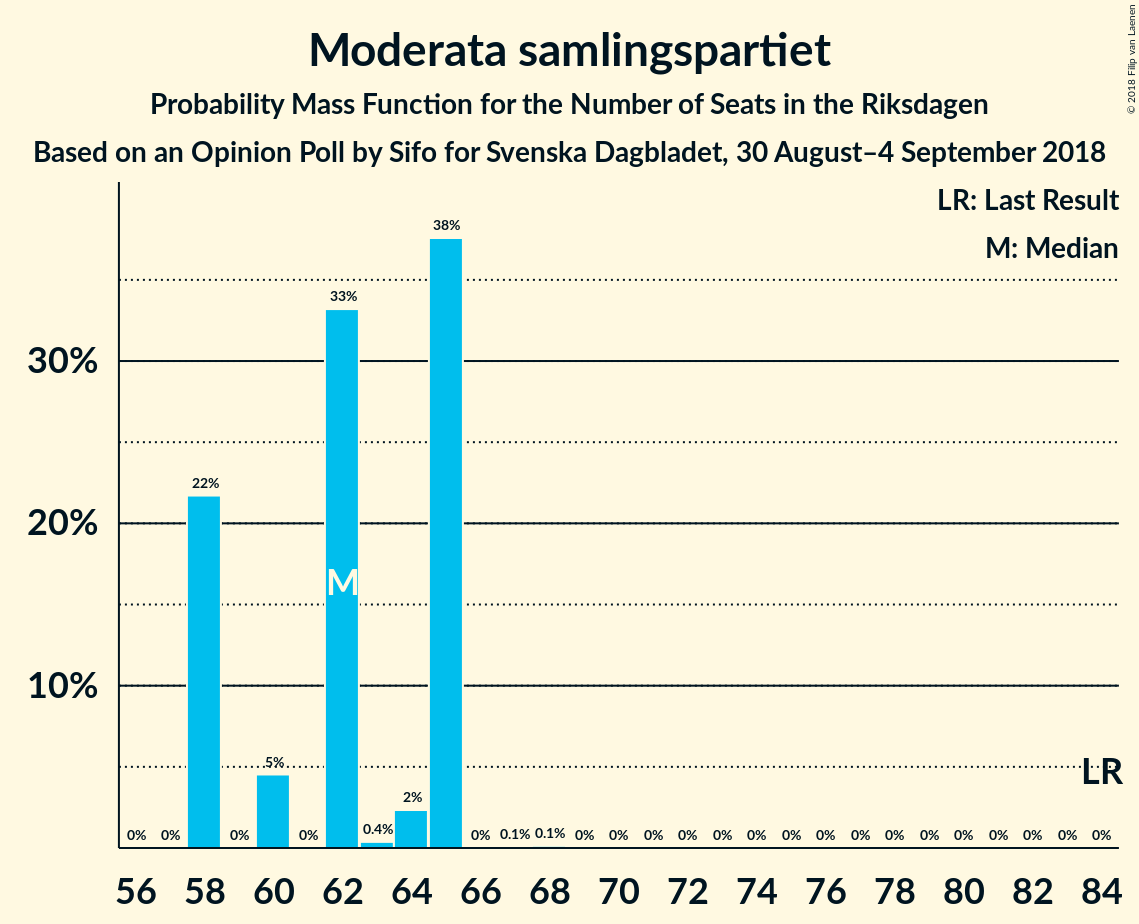 Moderata samlingspartiet
Probability Mass Function for the Number of Seats in the Riksdagen
Based on an Opinion Poll by Sifo for Svenska Dagbladet, 30 August–4 September 2018
© 2018 Filip van Laenen
LR: Last Result
M: Median
38%
33%
30%
22%
20%
M
10%
5%
LR
2%
0% 0% 0% 0% 0.4% 0% 0.1% 0.1% 0% 0% 0% 0% 0% 0% 0% 0% 0% 0% 0% 0% 0% 0% 0% 0%
56 58 60 62 64 66 68 70 72 74 76 78 80 82 84